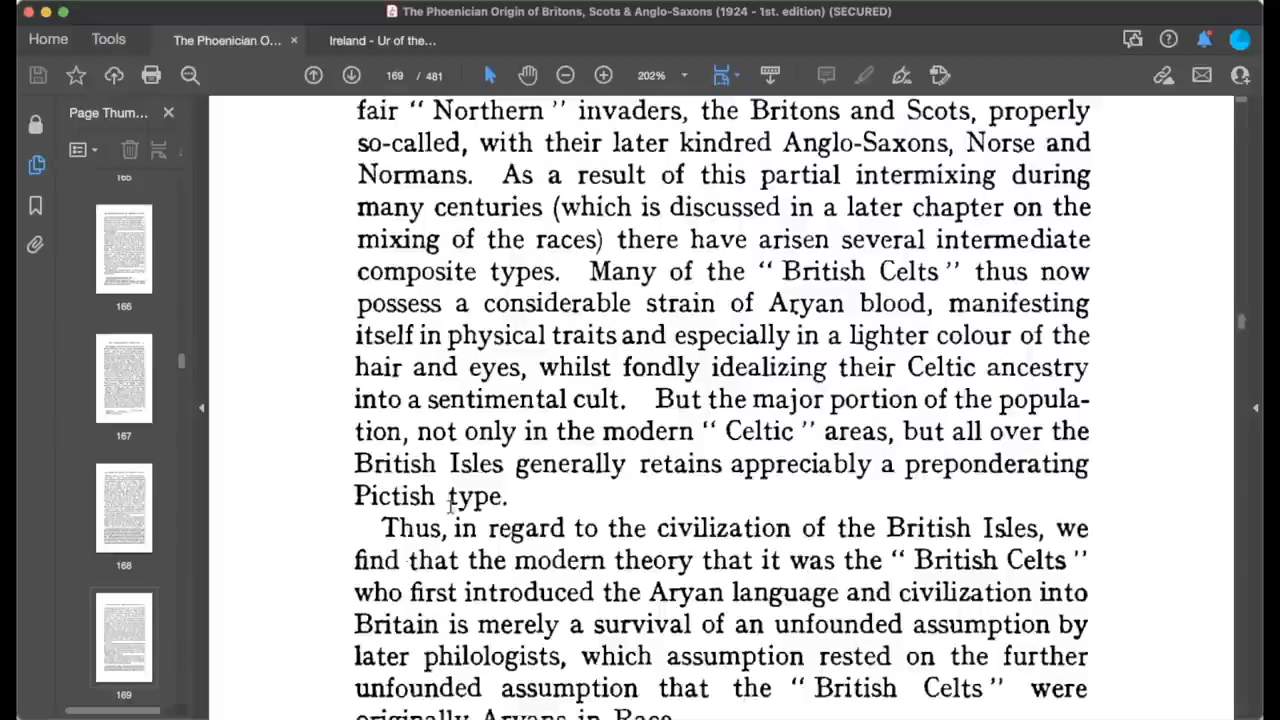 The Phoenician Origin of Britons, Scots & Anglo-Saxons (1924 - 1st. edition) (SECURED)
Home Tools The Phoenician O... × Ireland - Ur of the...
169 / 481 202%
Page Thum...
165
166
167
168
169
fair “ Northern ” invaders, the Britons and Scots, properly
so-called, with their later kindred Anglo-Saxons, Norse and
Normans. As a result of this partial intermixing during
many centuries (which is discussed in a later chapter on the
mixing of the races) there have arisen several intermediate
composite types. Many of the “ British Celts ” thus now
possess a considerable strain of Aryan blood, manifesting
itself in physical traits and especially in a lighter colour of the
hair and eyes, whilst fondly idealizing their Celtic ancestry
into a sentimental cult. But the major portion of the popula-
tion, not only in the modern “ Celtic ” areas, but all over the
British Isles generally retains appreciably a preponderating
Pictish type.
Thus, in regard to the civilization of the British Isles, we
find that the modern theory that it was the “ British Celts ”
who first introduced the Aryan language and civilization into
Britain is merely a survival of an unfounded assumption by
later philologists, which assumption rested on the further
unfounded assumption that the “ British Celts ” were
originally Aryans in Race